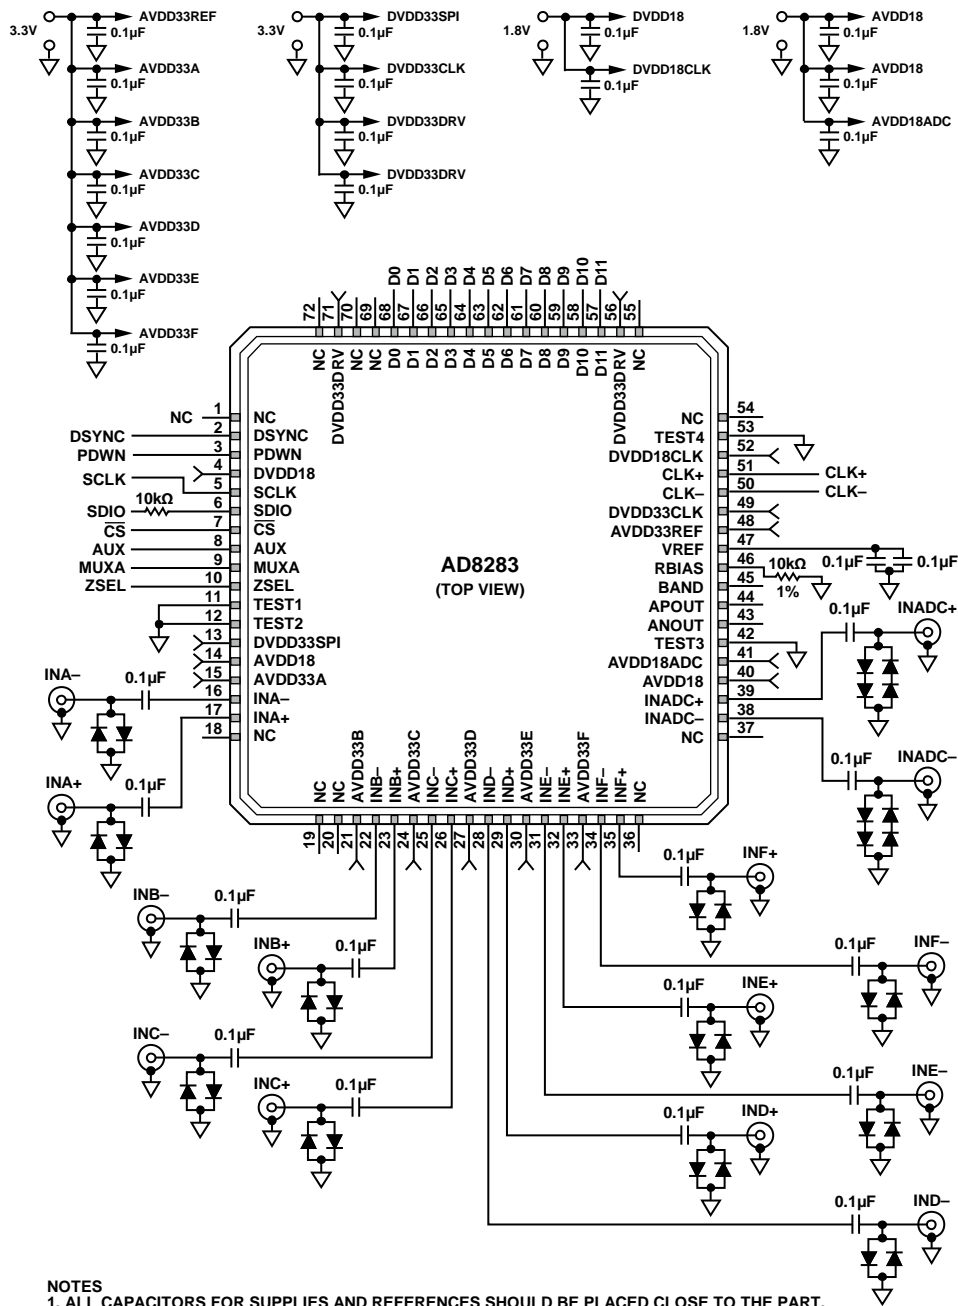 3.3V
AVDD33REF
0.1µF
AVDD33A
0.1µF
AVDD33B
0.1µF
AVDD33C
0.1µF
AVDD33D
0.1µF
AVDD33E
0.1µF
AVDD33F
0.1µF
3.3V
DVDD33SPI
0.1µF
DVDD33CLK
0.1µF
DVDD33DRV
0.1µF
DVDD33DRV
0.1µF
1.8V
DVDD18
0.1µF
DVDD18CLK
0.1µF
1.8V
AVDD18
0.1µF
AVDD18
0.1µF
AVDD18ADC
0.1µF
D0 D1 D2 D3 D4 D5 D6 D7 D8 D9 D10 D11
72 71 70 69 68 67 66 65 64 63 62 61 60 59 58 57 56 55
NC DVDD33DRV NC NC D0 D1 D2 D3 D4 D5 D6 D7 D8 D9 D10 D11 DVDD33DRV NC
NC 1 NC
DSYNC 2 DSYNC
PDWN 3 PDWN
4 DVDD18
SCLK 5 SCLK
SDIO 10kΩ 6 SDIO
CS 7 CS
AUX 8 AUX
MUXA 9 MUXA
ZSEL 10 ZSEL
11 TEST1
12 TEST2
13 DVDD33SPI
14 AVDD18
15 AVDD33A
16 INA–
17 INA+
18 NC
AD8283
(TOP VIEW)
NC 54
TEST4 53
DVDD18CLK 52
CLK+ 51 CLK+
CLK– 50 CLK–
DVDD33CLK 49
AVDD33REF 48
VREF 47 0.1µF 0.1µF
RBIAS 46 10kΩ 1%
BAND 45
APOUT 44
ANOUT 43
TEST3 42
AVDD18ADC 41
AVDD18 40
INADC+ 39
INADC– 38
NC 37
NC NC AVDD33B INB– INB+ AVDD33C INC– INC+ AVDD33D IND– IND+ AVDD33E INE– INE+ AVDD33F INF– INF+ NC
19 20 21 22 23 24 25 26 27 28 29 30 31 32 33 34 35 36
INA–
0.1µF
INA+
0.1µF
INB–
0.1µF
INB+
0.1µF
INC–
0.1µF
INC+
0.1µF
0.1µF
INADC+
0.1µF
INADC–
0.1µF
INF+
0.1µF
INF–
0.1µF
INE+
0.1µF
INE–
0.1µF
IND+
0.1µF
IND–
NOTES
1. ALL CAPACITORS FOR SUPPLIES AND REFERENCES SHOULD BE PLACED CLOSE TO THE PART.